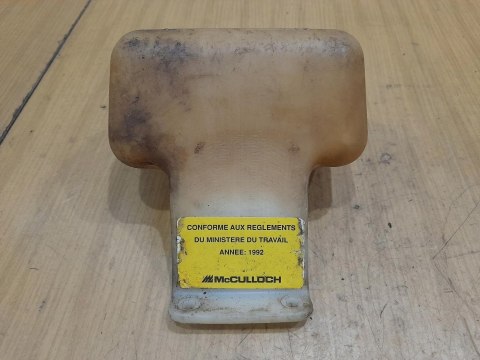 CONFORME AUX REGLEMENTS
DU MINISTERE DU TRAVAIL
ANNEE: 1992
McCULLOCH